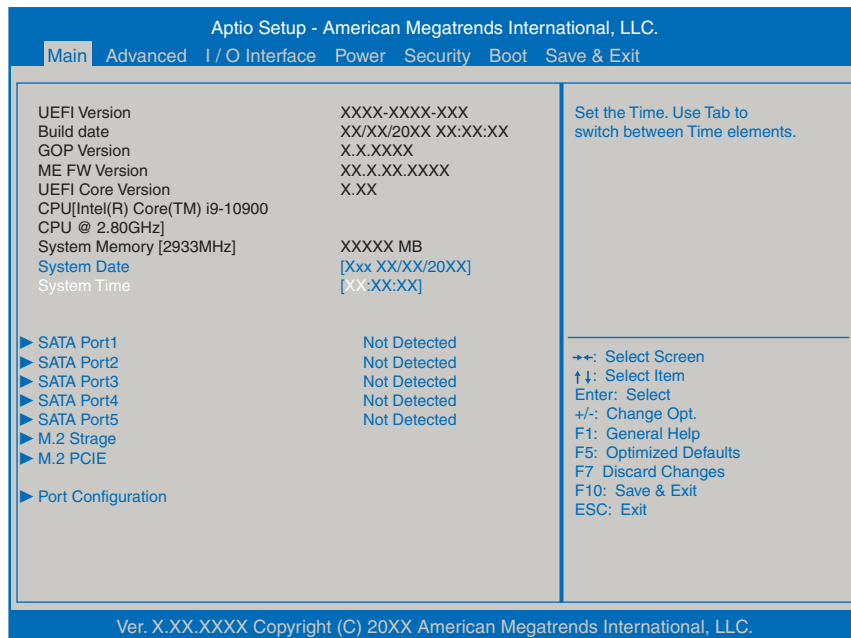 Aptio Setup - American Megatrends International, LLC.
Main Advanced I / O Interface Power Security Boot Save & Exit
UEFI Version XXXX-XXXX-XXX
Build date XX/XX/20XX XX:XX:XX
GOP Version X.X.XXXX
ME FW Version XX.X.XX.XXXX
UEFI Core Version X.XX
CPU[Intel(R) Core(TM) i9-10900
CPU @ 2.80GHz]
System Memory [2933MHz] XXXXX MB
System Date [Xxx XX/XX/20XX]
System Time [XX:XX:XX]
SATA Port1 Not Detected
SATA Port2 Not Detected
SATA Port3 Not Detected
SATA Port4 Not Detected
SATA Port5 Not Detected
M.2 Strage
M.2 PCIE
Port Configuration
Set the Time. Use Tab to
switch between Time elements.
→←: Select Screen
↑↓: Select Item
Enter: Select
+/-: Change Opt.
F1: General Help
F5: Optimized Defaults
F7 Discard Changes
F10: Save & Exit
ESC: Exit
Ver. X.XX.XXXX Copyright (C) 20XX American Megatrends International, LLC.